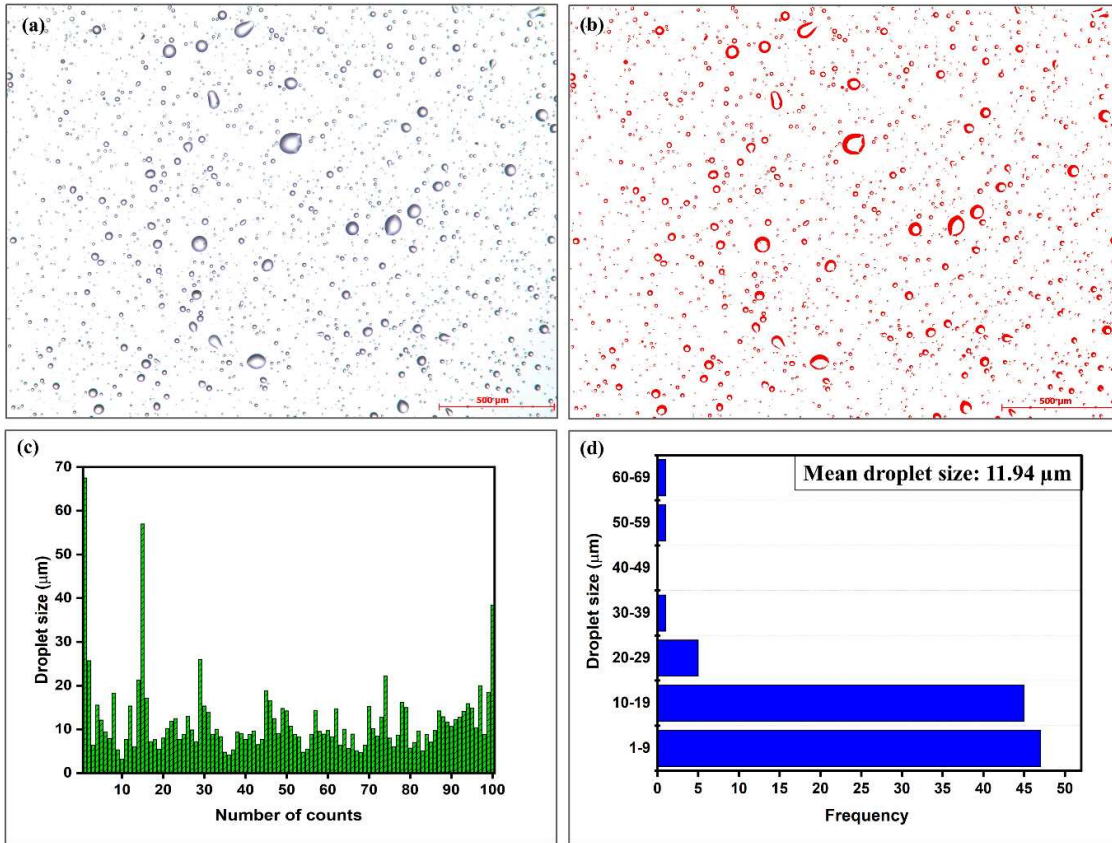 (a)
500 µm
(b)
500 µm
(c)
70
60
50
40
30
20
10
0
Droplet size (µm)
10 20 30 40 50 60 70 80 90 100
Number of counts
(d)
Mean droplet size: 11.94 µm
60-69
50-59
40-49
30-39
20-29
10-19
1-9
Droplet size (µm)
0 5 10 15 20 25 30 35 40 45 50
Frequency